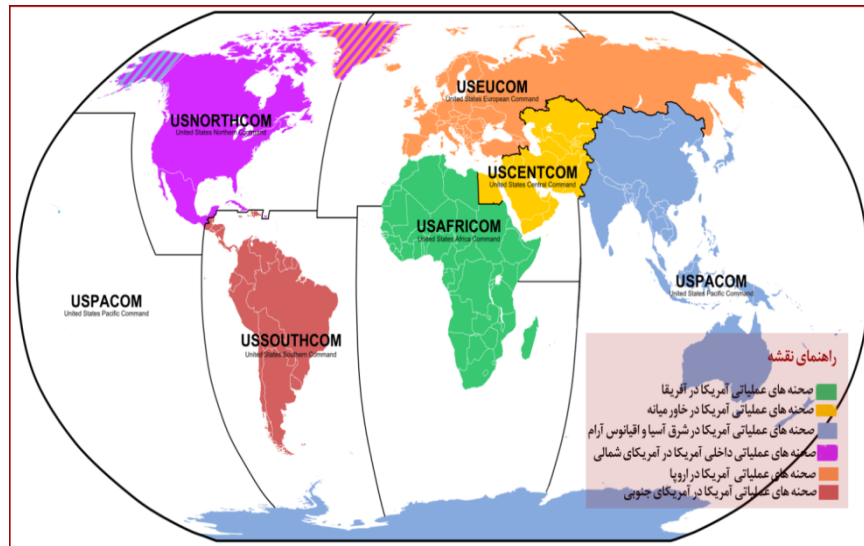 USEUCOM
United States European Command
USNORTHCOM
United States Northern Command
USCENTCOM
United States Central Command
USAFRICOM
United States Africa Command
USPACOM
United States Pacific Command
USPACOM
United States Pacific Command
USSOUTHCOM
United States Southern Command
راهنمای نقشه
صحنه های عملیاتی آمریکا در آفریقا
صحنه های عملیاتی آمریکا در خاور میانه
صحنه های عملیاتی آمریکا در شرق آسیا و اقیانوس آرام
صحنه های عملیاتی داخلی آمریکا در آمریکای شمالی
صحنه های عملیاتی آمریکا در اروپا
صحنه های عملیاتی آمریکا در آمریکای جنوبی